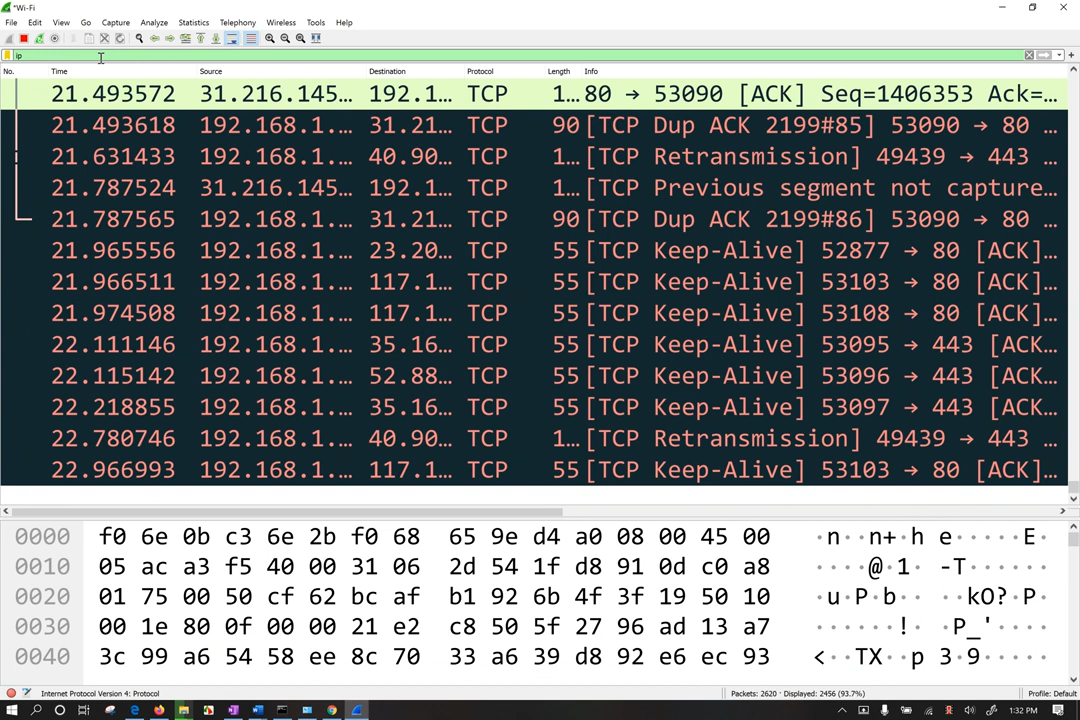 *Wi-Fi
File Edit View Go Capture Analyze Statistics Telephony Wireless Tools Help
ip
No. Time Source Destination Protocol Length Info
21.493572 31.216.145… 192.1… TCP 1… 80 → 53090 [ACK] Seq=1406353 Ack=…
21.493618 192.168.1.… 31.21… TCP 90 [TCP Dup ACK 2199#85] 53090 → 80 …
21.631433 192.168.1.… 40.90… TCP 1… [TCP Retransmission] 49439 → 443 …
21.787524 31.216.145… 192.1… TCP 1… [TCP Previous segment not capture…
21.787565 192.168.1.… 31.21… TCP 90 [TCP Dup ACK 2199#86] 53090 → 80 …
21.965556 192.168.1.… 23.20… TCP 55 [TCP Keep-Alive] 52877 → 80 [ACK]…
21.966511 192.168.1.… 117.1… TCP 55 [TCP Keep-Alive] 53103 → 80 [ACK]…
21.974508 192.168.1.… 117.1… TCP 55 [TCP Keep-Alive] 53108 → 80 [ACK]…
22.111146 192.168.1.… 35.16… TCP 55 [TCP Keep-Alive] 53095 → 443 [ACK…
22.115142 192.168.1.… 52.88… TCP 55 [TCP Keep-Alive] 53096 → 443 [ACK…
22.218855 192.168.1.… 35.16… TCP 55 [TCP Keep-Alive] 53097 → 443 [ACK…
22.780746 192.168.1.… 40.90… TCP 1… [TCP Retransmission] 49439 → 443 …
22.966993 192.168.1.… 117.1… TCP 55 [TCP Keep-Alive] 53103 → 80 [ACK]…
0000 f0 6e 0b c3 6e 2b f0 68 65 9e d4 a0 08 00 45 00 ·n··n+·h e·····E·
0010 05 ac a3 f5 40 00 31 06 2d 54 1f d8 91 0d c0 a8 ····@·1· -T······
0020 01 75 00 50 cf 62 bc af b1 92 6b 4f 3f 19 50 10 ·u·P·b·· ··kO?·P·
0030 00 1e 80 0f 00 00 21 e2 c8 50 5f 27 96 ad 13 a7 ······!· ·P_'····
0040 3c 99 a6 54 58 ee 8c 70 33 a6 39 d8 92 e6 ec 93 <··TX··p 3·9·····
Internet Protocol Version 4: Protocol Packets: 2620 · Displayed: 2456 (93.7%) Profile: Default
1:32 PM